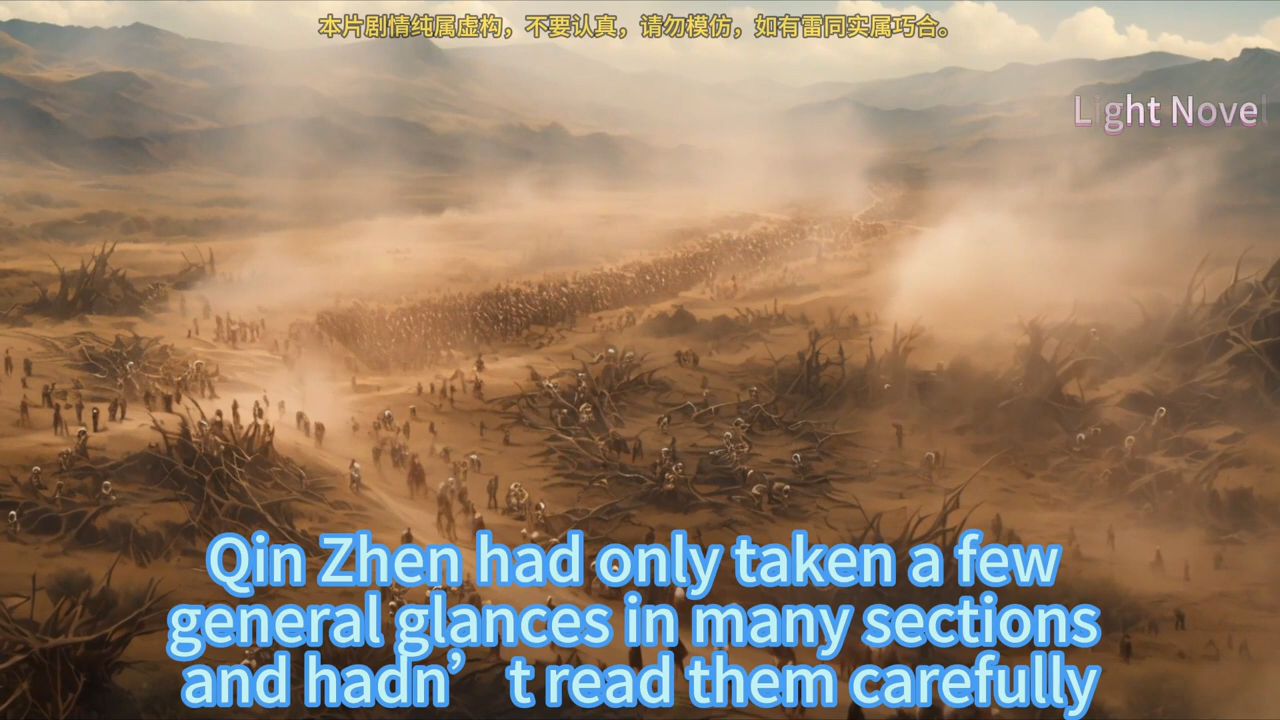 本片剧情纯属虚构，不要认真，请勿模仿，如有雷同实属巧合。
Light Novel
Qin Zhen had only taken a few
general glances in many sections
and hadn’t read them carefully